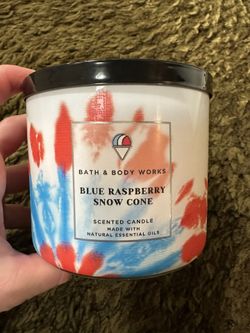 BATH & BODY WORKS
BLUE RASPBERRY
SNOW CONE
SCENTED CANDLE
MADE WITH
NATURAL ESSENTIAL OILS